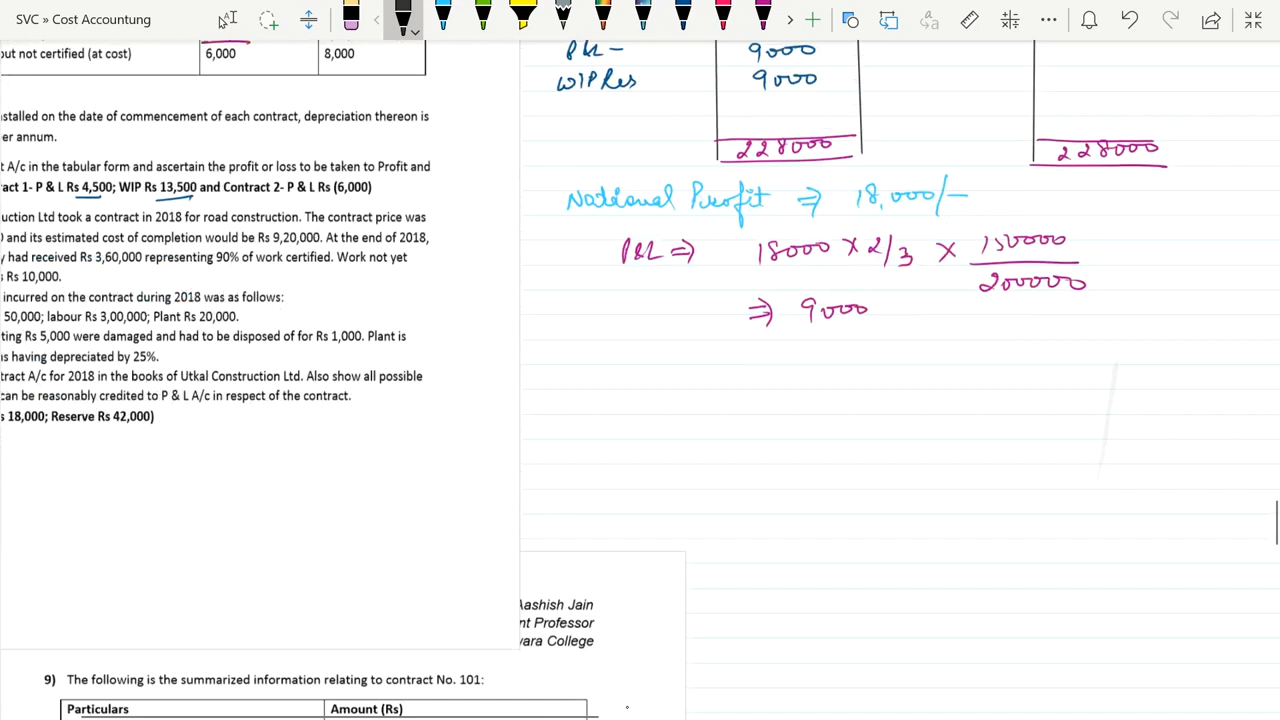 SVC » Cost Accountung
but not certified (at cost) 6,000 8,000
stalled on the date of commencement of each contract, depreciation thereon is
er annum.
t A/c in the tabular form and ascertain the profit or loss to be taken to Profit and
act 1- P & L Rs 4,500; WIP Rs 13,500 and Contract 2- P & L Rs (6,000)
uction Ltd took a contract in 2018 for road construction. The contract price was
0 and its estimated cost of completion would be Rs 9,20,000. At the end of 2018,
y had received Rs 3,60,000 representing 90% of work certified. Work not yet
s Rs 10,000.
incurred on the contract during 2018 was as follows:
50,000; labour Rs 3,00,000; Plant Rs 20,000.
ting Rs 5,000 were damaged and had to be disposed of for Rs 1,000. Plant is
s having depreciated by 25%.
tract A/c for 2018 in the books of Utkal Construction Ltd. Also show all possible
can be reasonably credited to P & L A/c in respect of the contract.
s 18,000; Reserve Rs 42,000)
P&L – 9000
WIP Res 9000
228000 228000
National Profit ⇒ 18,000/–
P&L ⇒ 18000 × 2/3 × 150000
200000
⇒ 9000
Aashish Jain
nt Professor
vara College
9) The following is the summarized information relating to contract No. 101:
Particulars Amount (Rs)